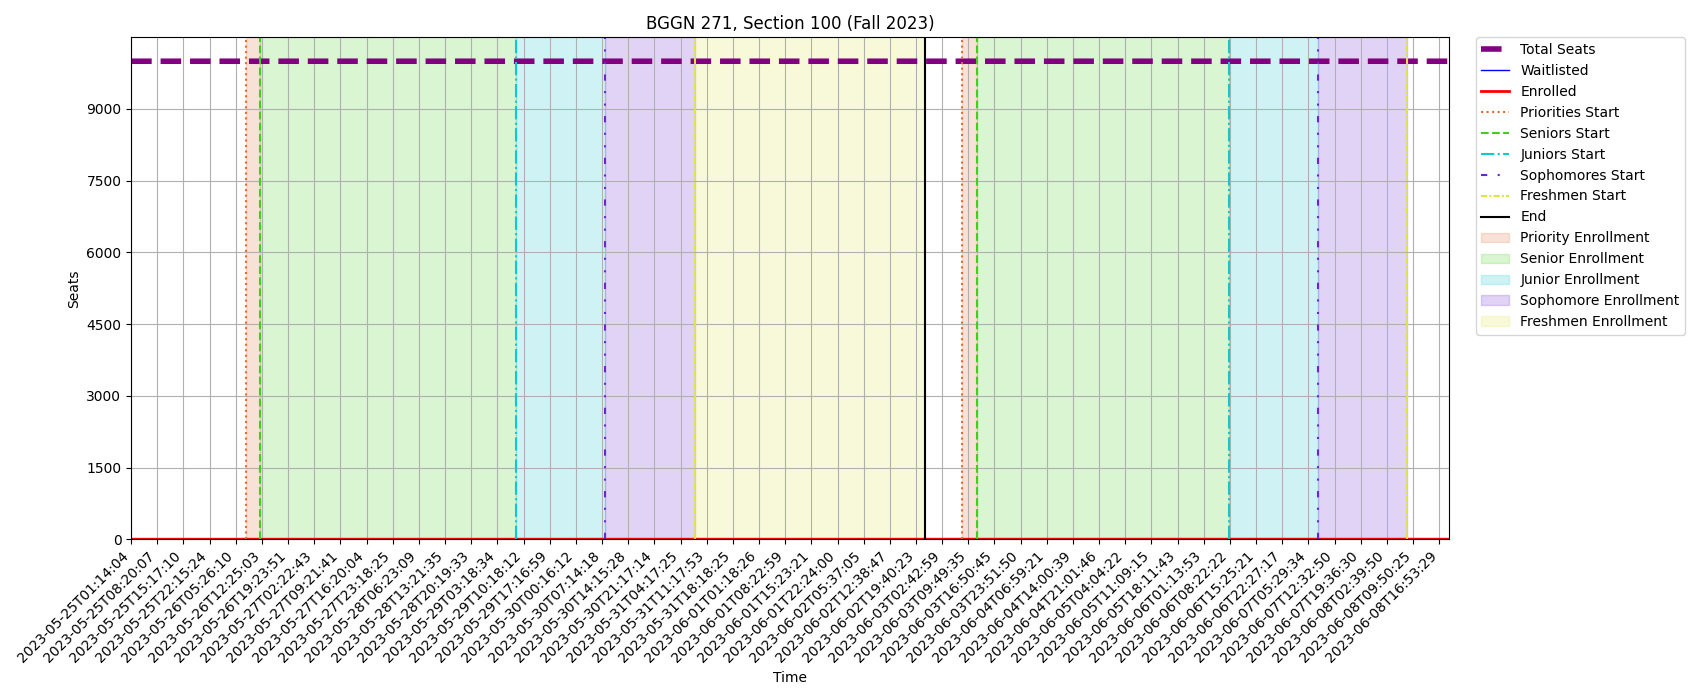 BGGN 271, Section 100 (Fall 2023)
Total Seats
Waitlisted
Enrolled
Priorities Start
Seniors Start
Juniors Start
Sophomores Start
Freshmen Start
End
Priority Enrollment
Senior Enrollment
Junior Enrollment
Sophomore Enrollment
Freshmen Enrollment
Seats
9000
7500
6000
4500
3000
1500
0
2023-05-25T01:14:04
2023-05-25T08:20:07
2023-05-25T15:17:10
2023-05-25T22:15:24
2023-05-26T05:26:10
2023-05-26T12:25:03
2023-05-26T19:23:51
2023-05-27T02:22:43
2023-05-27T09:21:41
2023-05-27T16:20:04
2023-05-27T23:18:25
2023-05-28T06:23:09
2023-05-28T13:21:35
2023-05-28T20:19:33
2023-05-29T03:18:34
2023-05-29T10:18:12
2023-05-29T17:16:59
2023-05-30T00:16:12
2023-05-30T07:14:18
2023-05-30T14:15:28
2023-05-30T21:17:14
2023-05-31T04:17:25
2023-05-31T11:17:53
2023-05-31T18:18:25
2023-06-01T01:18:26
2023-06-01T08:22:59
2023-06-01T15:23:21
2023-06-01T22:24:00
2023-06-02T05:37:05
2023-06-02T12:38:47
2023-06-02T19:40:23
2023-06-03T02:42:59
2023-06-03T09:49:35
2023-06-03T16:50:45
2023-06-03T23:51:50
2023-06-04T06:59:21
2023-06-04T14:00:39
2023-06-04T21:01:46
2023-06-05T04:04:22
2023-06-05T11:09:15
2023-06-05T18:11:43
2023-06-06T01:13:53
2023-06-06T08:22:22
2023-06-06T15:25:21
2023-06-06T22:27:17
2023-06-07T05:29:34
2023-06-07T12:32:50
2023-06-07T19:36:30
2023-06-08T02:39:50
2023-06-08T09:50:25
2023-06-08T16:53:29
Time